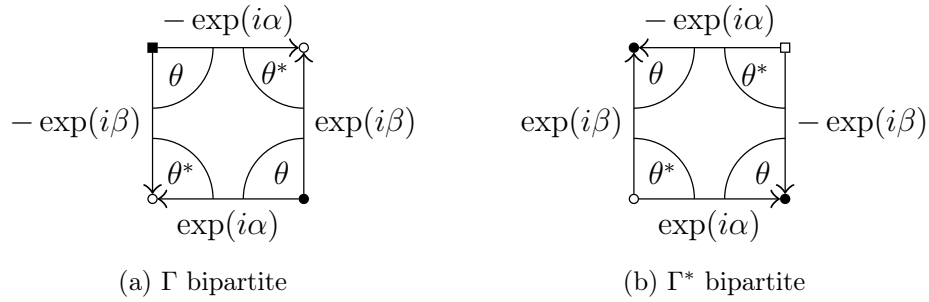 − exp(iα) − exp(iα)
θ θ* θ θ*
− exp(iβ) exp(iβ) exp(iβ) − exp(iβ)
θ* θ θ* θ
exp(iα) exp(iα)
(a) Γ bipartite (b) Γ* bipartite